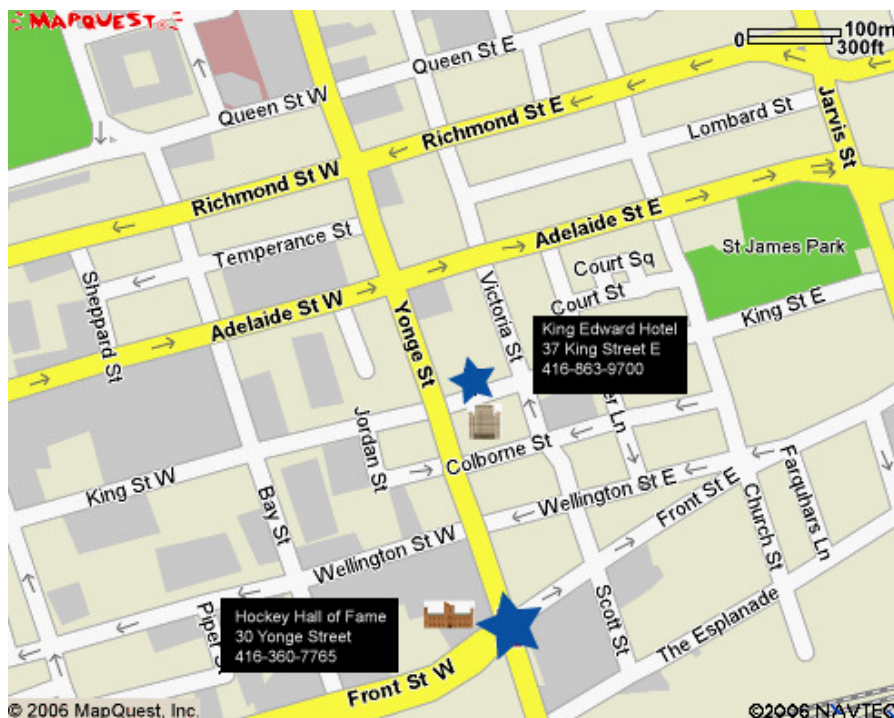 MAPQUEST
0 100m
300ft
Queen St E
Queen St W
Richmond St E
Lombard St
Jarvis St
Richmond St W
Adelaide St E
Temperance St
St James Park
Court Sq
Sheppard St
Victoria St
Court St
King St E
Adelaide St W
Yonge St
King Edward Hotel
37 King Street E
416-863-9700
Jordan St
Colborne St
er Ln
King St W
Bay St
Wellington St E
Front St E
Church St
Farquhars Ln
Wellington St W
Hockey Hall of Fame
30 Yonge Street
416-360-7765
Piper St
Scott St
The Esplanade
Front St W
© 2006 MapQuest, Inc.
©2006 NAVTEQ